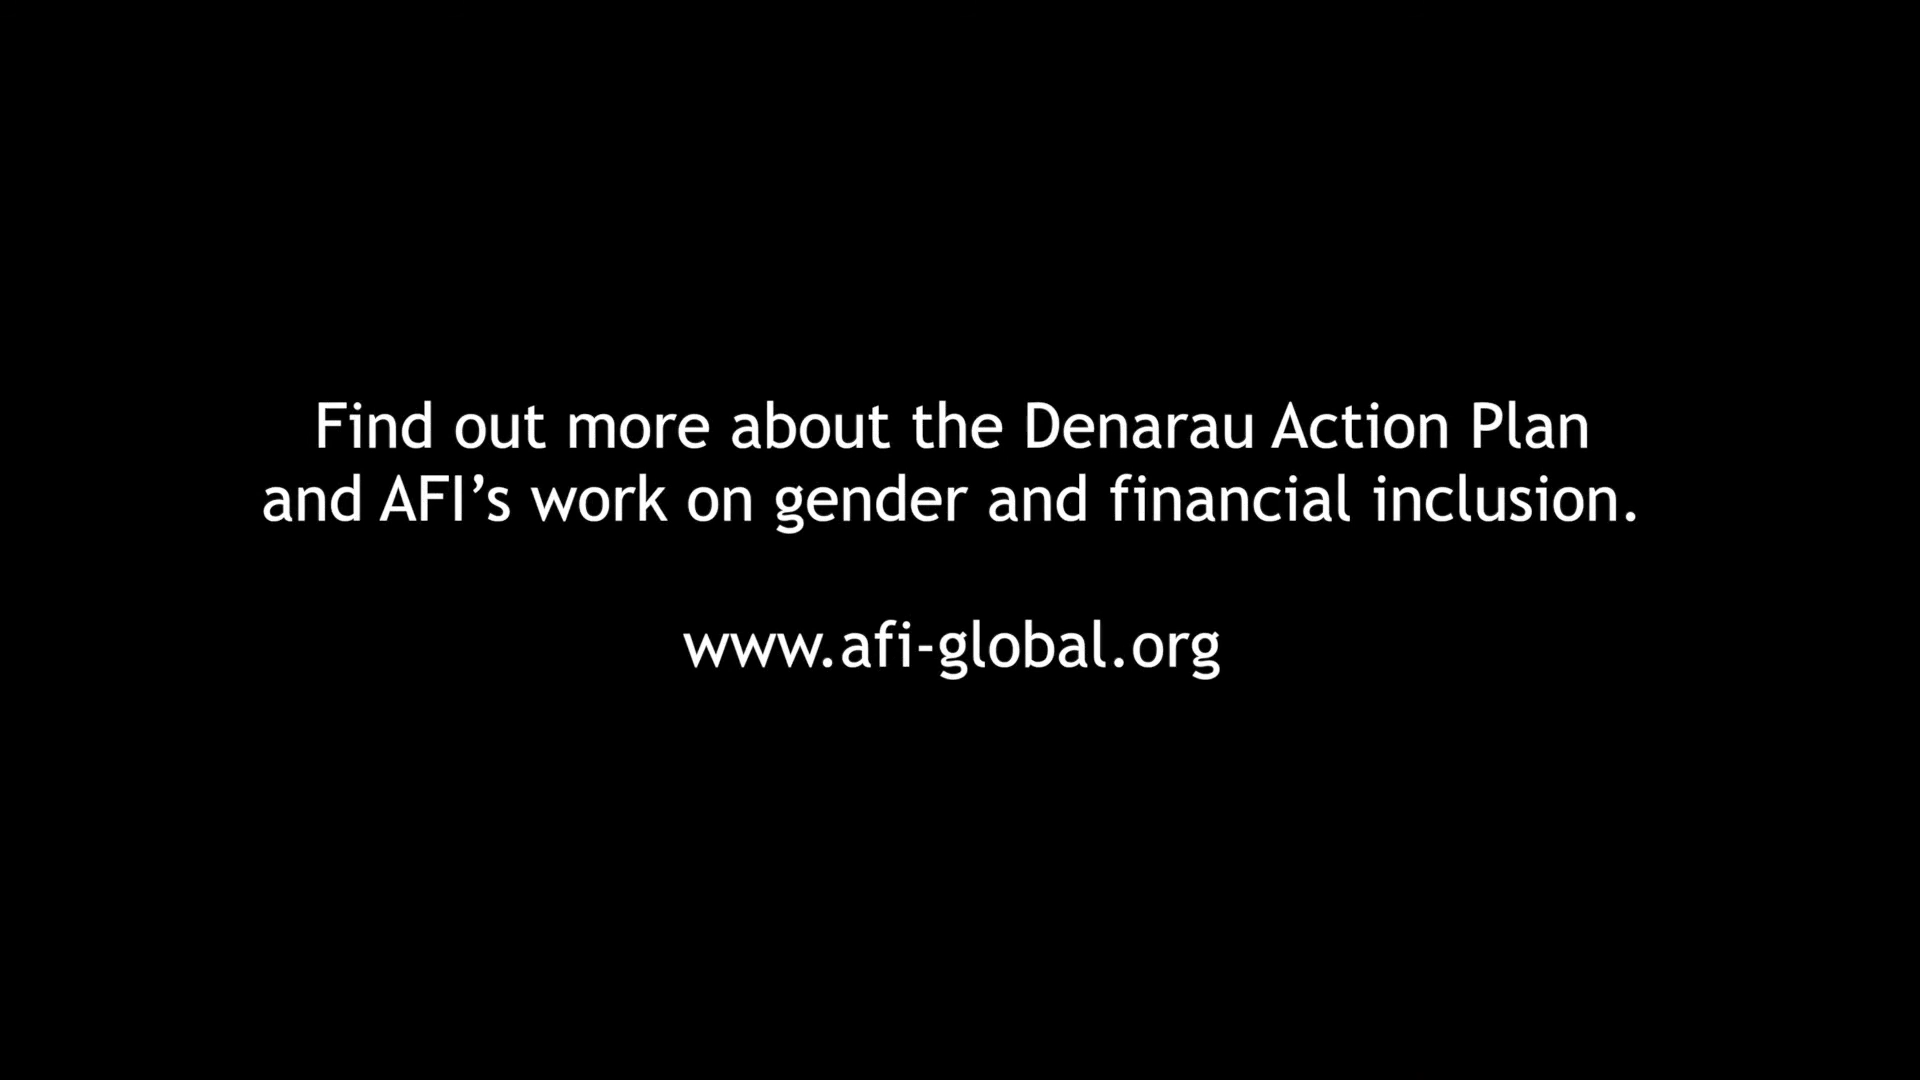 Find out more about the Denarau Action Plan
and AFI’s work on gender and financial inclusion.
www.afi-global.org